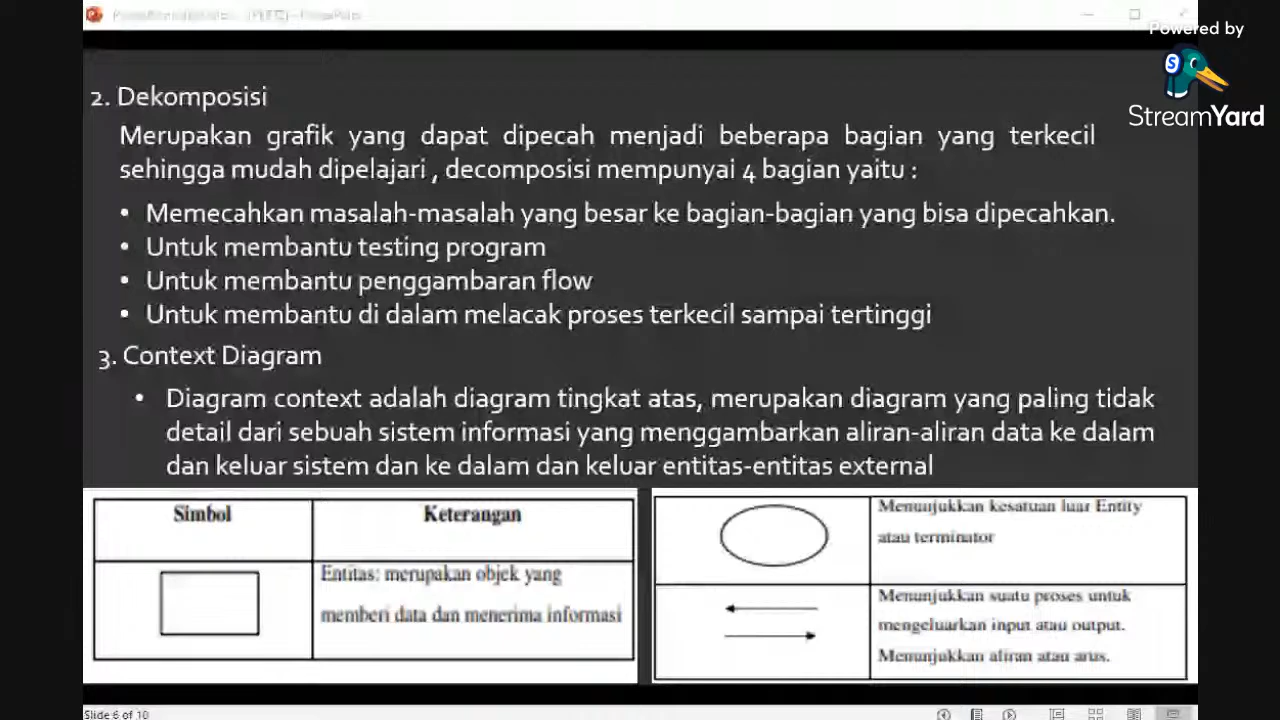 Powered by
StreamYard
2. Dekomposisi
Merupakan grafik yang dapat dipecah menjadi beberapa bagian yang terkecil
sehingga mudah dipelajari , decomposisi mempunyai 4 bagian yaitu :
• Memecahkan masalah-masalah yang besar ke bagian-bagian yang bisa dipecahkan.
• Untuk membantu testing program
• Untuk membantu penggambaran flow
• Untuk membantu di dalam melacak proses terkecil sampai tertinggi
3. Context Diagram
• Diagram context adalah diagram tingkat atas, merupakan diagram yang paling tidak
detail dari sebuah sistem informasi yang menggambarkan aliran-aliran data ke dalam
dan keluar sistem dan ke dalam dan keluar entitas-entitas external
Simbol
Keterangan
Entitas: merupakan objek yang
memberi data dan menerima informasi
Menunjukkan kesatuan luar Entity
atau terminator
Menunjukkan suatu proses untuk
mengeluarkan input atau output.
Menunjukkan aliran atau arus.
Slide 6 of 10